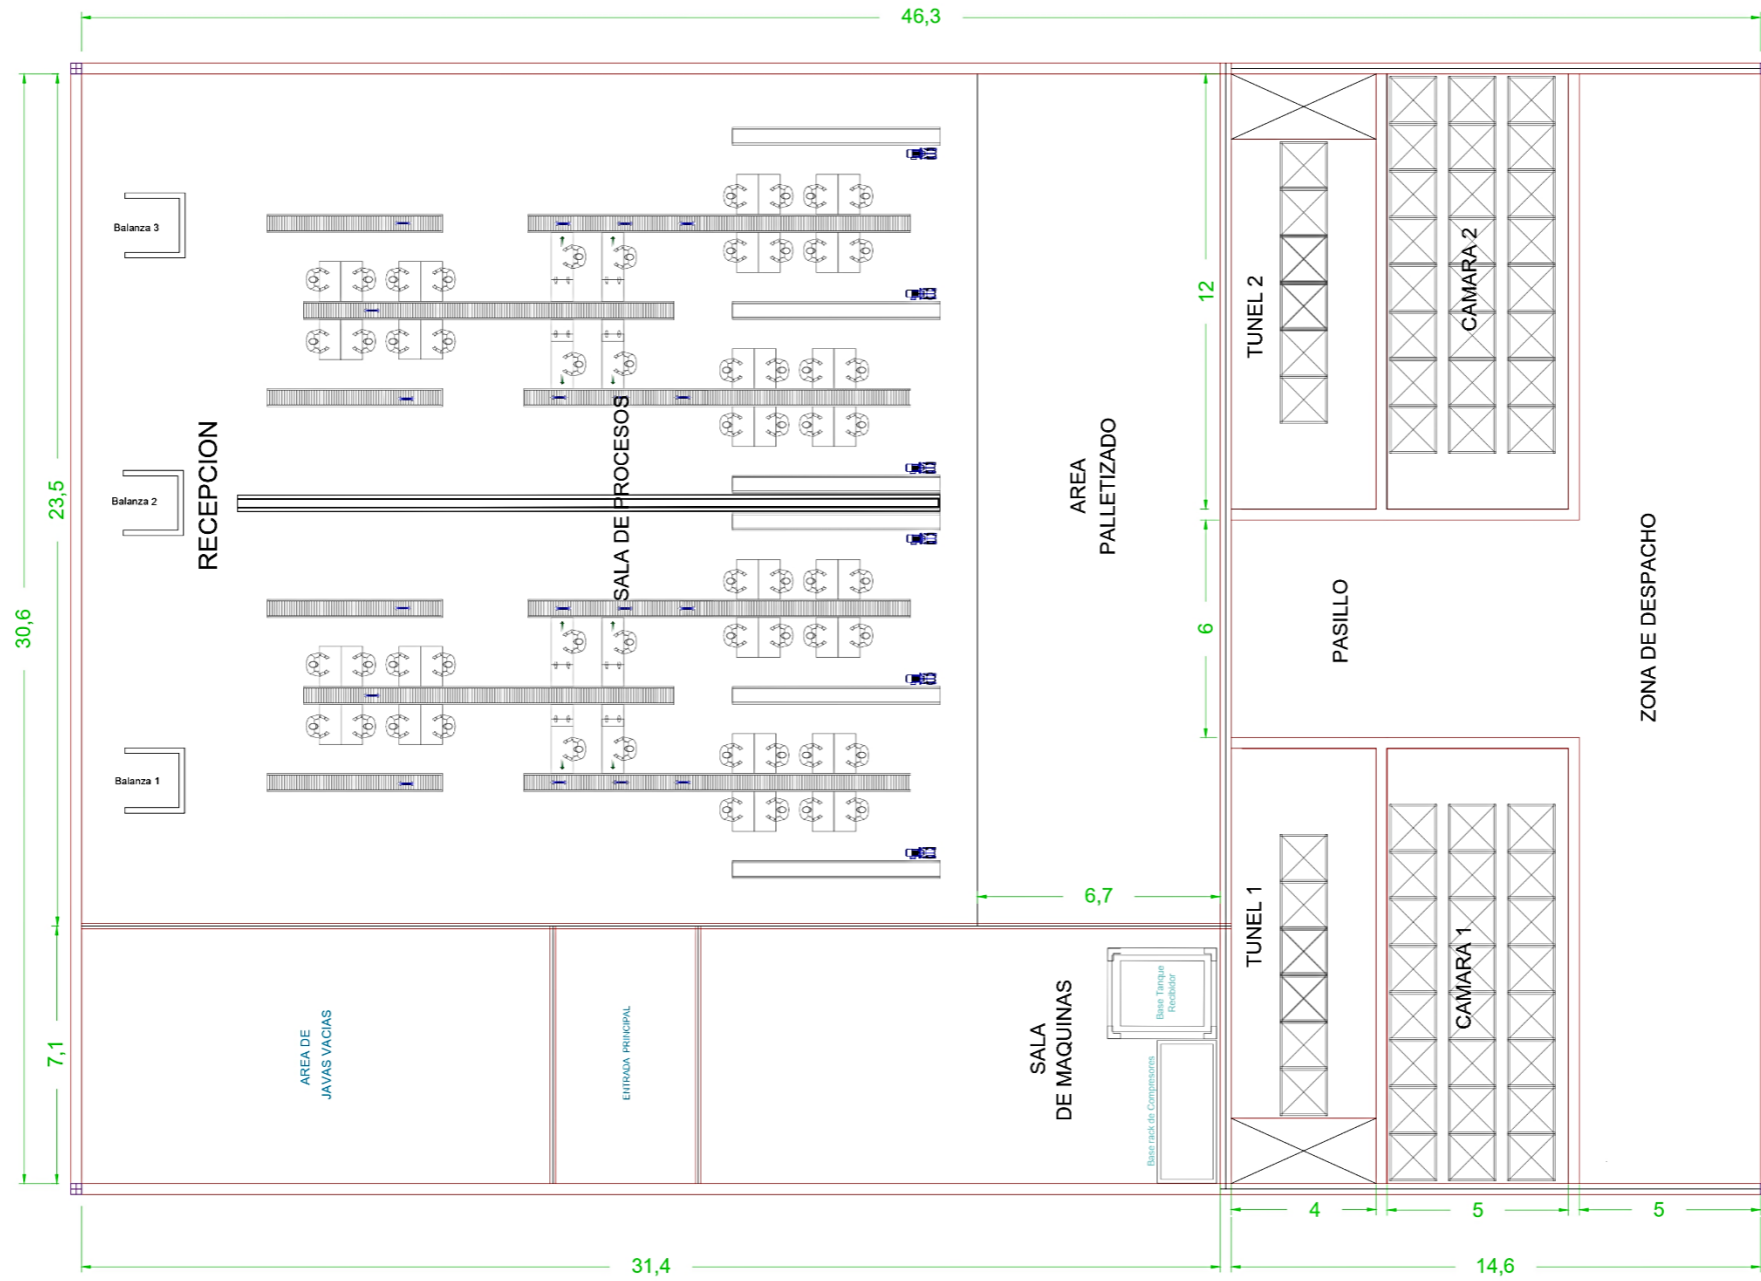 46,3
Balanza 3
TUNEL 2
CAMARA 2
12
RECEPCION
SALA DE PROCESOS
AREA
PALLETIZADO
Balanza 2
23,5
30,6
6
PASILLO
ZONA DE DESPACHO
Balanza 1
6,7
TUNEL 1
CAMARA 1
7,1
AREA DE
JAVAS VACIAS
ENTRADA PRINCIPAL
SALA
DE MAQUINAS
Base Tanque
Recibidor
Base rack de Compresores
4
5
5
31,4
14,6